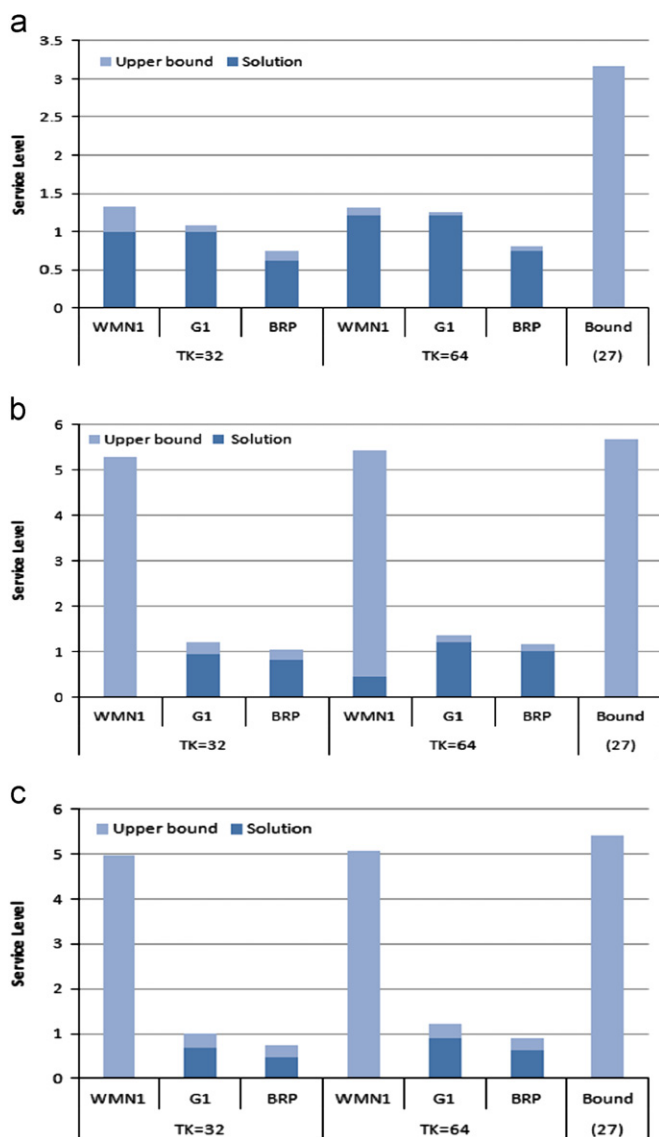 a
3.5
3
2.5
2
1.5
1
0.5
0
Service Level
Upper bound Solution
WMN1 G1 BRP WMN1 G1 BRP Bound
TK=32 TK=64 (27)
b
6
5
4
3
2
1
0
Service Level
Upper bound Solution
WMN1 G1 BRP WMN1 G1 BRP Bound
TK=32 TK=64 (27)
c
6
5
4
3
2
1
0
Service Level
Upper bound Solution
WMN1 G1 BRP WMN1 G1 BRP Bound
TK=32 TK=64 (27)